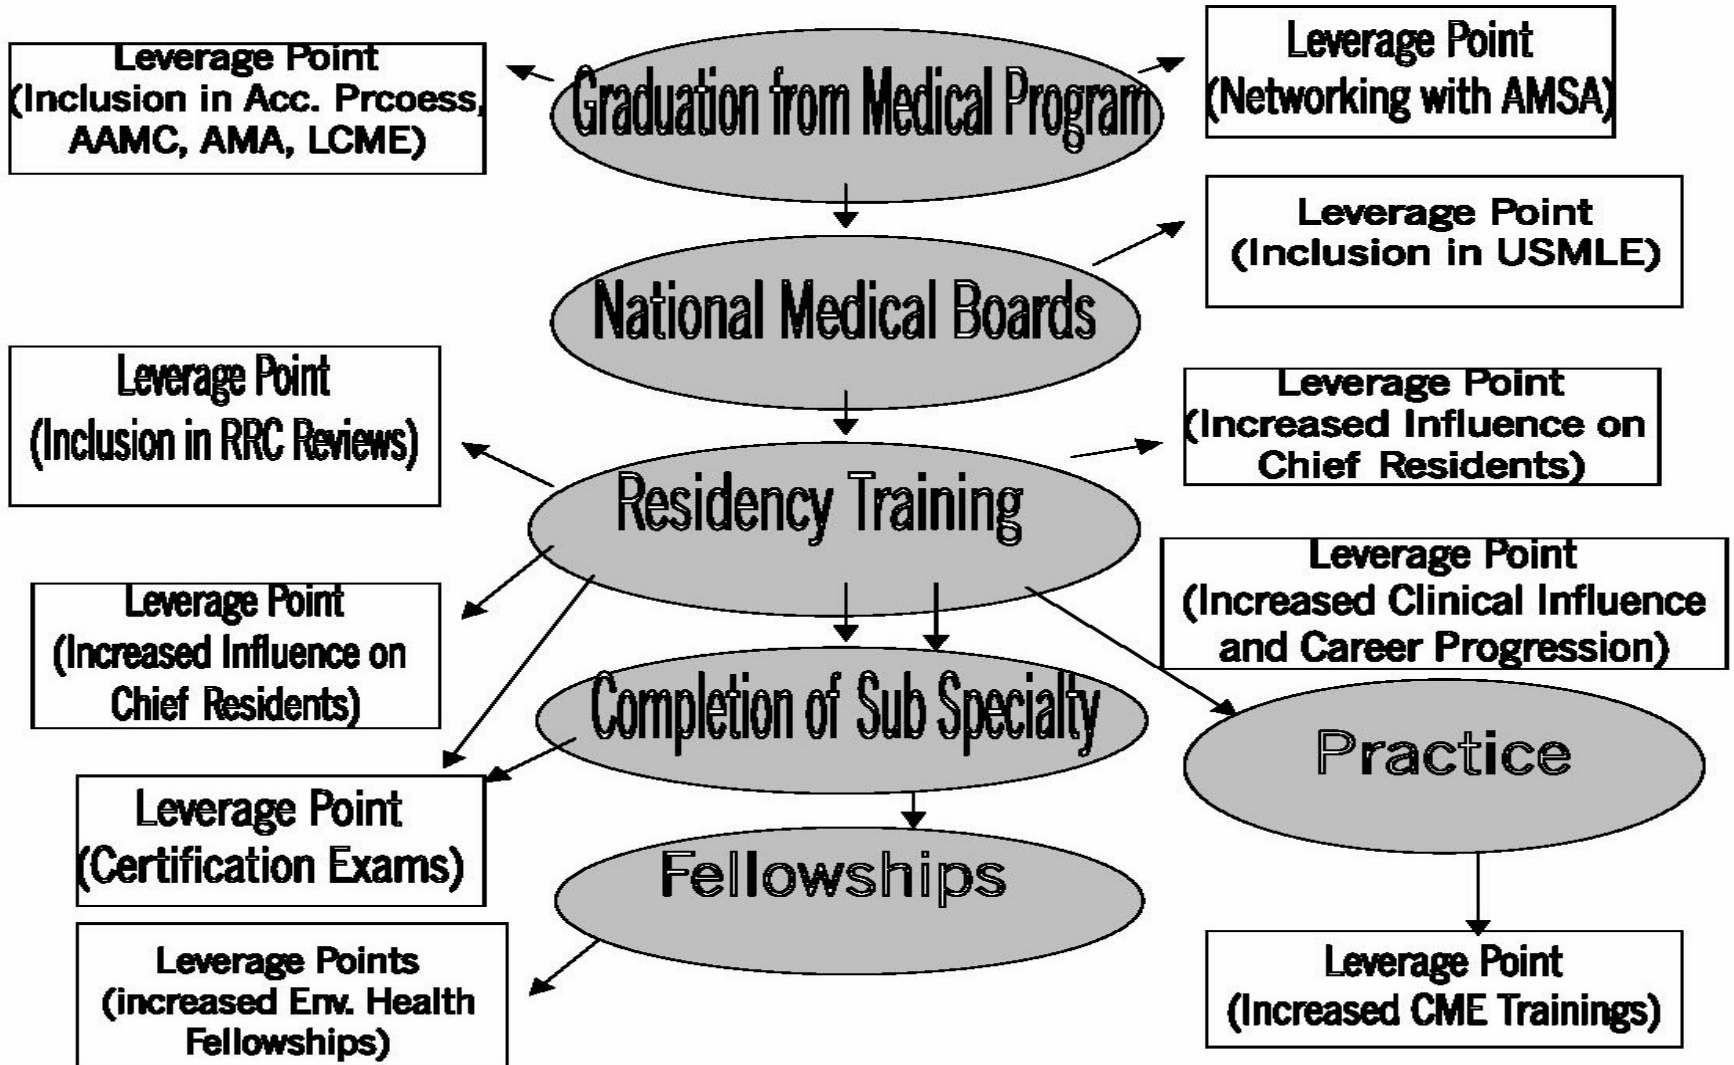 Leverage Point
(Inclusion in Acc. Prcoess,
AAMC, AMA, LCME)
Graduation from Medical Program
Leverage Point
(Networking with AMSA)
Leverage Point
(Inclusion in USMLE)
National Medical Boards
Leverage Point
(Inclusion in RRC Reviews)
Leverage Point
(Increased Influence on
Chief Residents)
Residency Training
Leverage Point
(Increased Influence on
Chief Residents)
Leverage Point
(Increased Clinical Influence
and Career Progression)
Completion of Sub Specialty
Practice
Leverage Point
(Certification Exams)
Fellowships
Leverage Points
(increased Env. Health
Fellowships)
Leverage Point
(Increased CME Trainings)